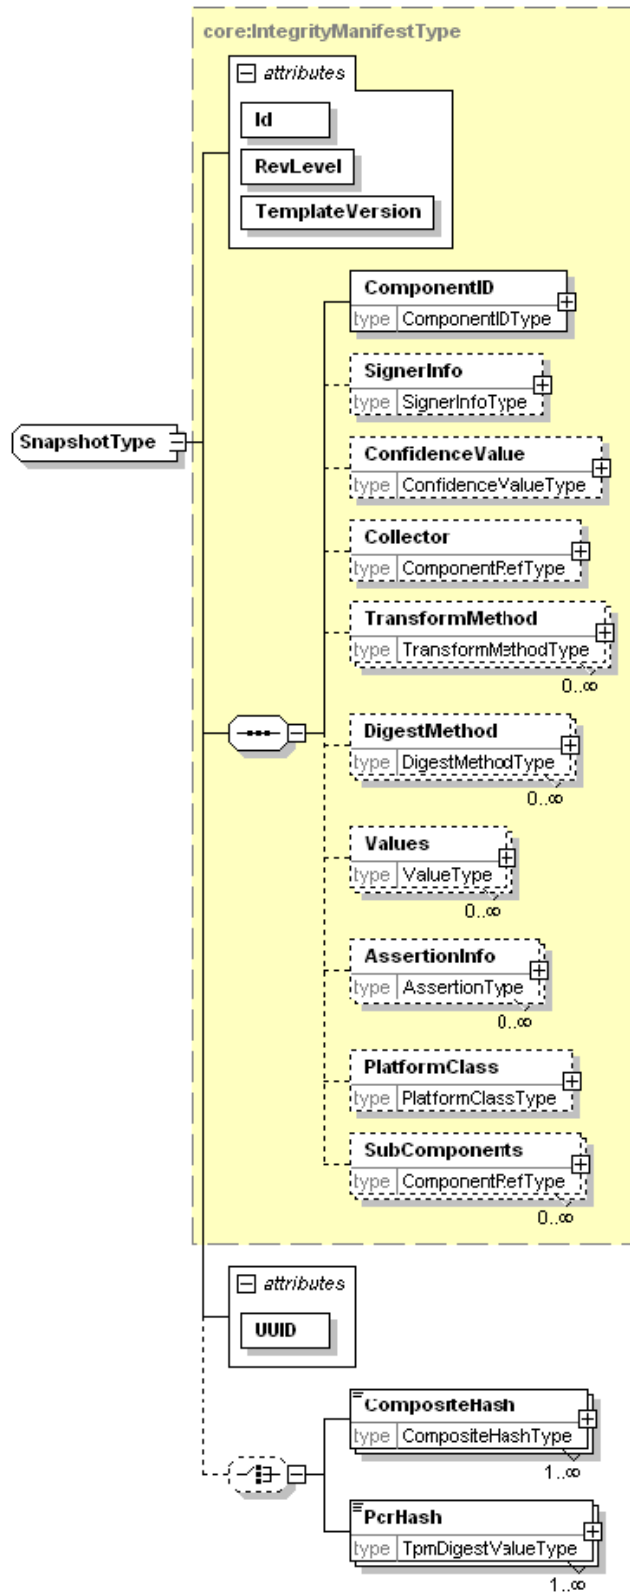 core:IntegrityManifestType
attributes
Id
RevLevel
TemplateVersion
ComponentID
type ComponentIDType
SignerInfo
type SignerInfoType
SnapshotType
ConfidenceValue
type ConfidenceValueType
Collector
type ComponentRefType
TransformMethod
type TransformMethodType
0..∞
DigestMethod
type DigestMethodType
0..∞
Values
type ValueType
0..∞
AssertionInfo
type AssertionType
0..∞
PlatformClass
type PlatformClassType
SubComponents
type ComponentRefType
0..∞
attributes
UUID
CompositeHash
type CompositeHashType
1..∞
PcrHash
type TpmDigestValueType
1..∞